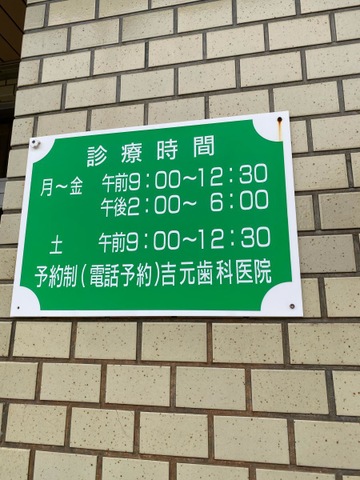 診療時間
月～金 午前9：00～12：30
午後2：00～ 6：00
土 午前9：00～12：30
予約制(電話予約)吉元歯科医院